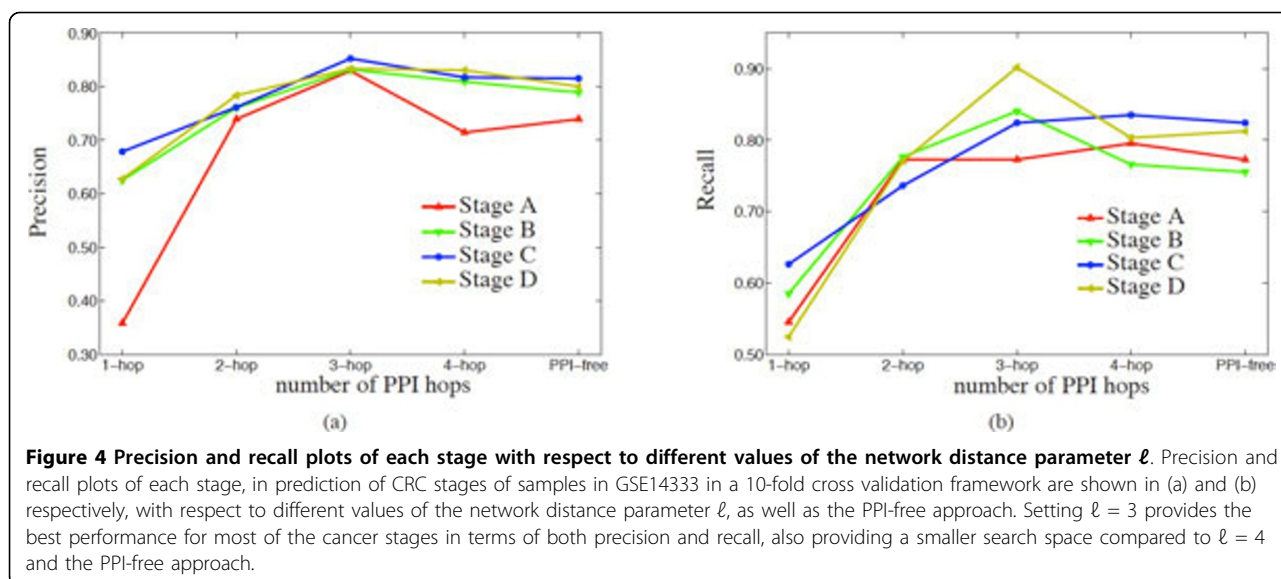 0.90
0.80
0.70
0.60
0.50
0.40
0.30
Precision
Stage A
Stage B
Stage C
Stage D
1-hop 2-hop 3-hop 4-hop PPI-free
number of PPI hops
(a)
0.90
0.80
0.70
0.60
0.50
Recall
Stage A
Stage B
Stage C
Stage D
1-hop 2-hop 3-hop 4-hop PPI-free
number of PPI hops
(b)
Figure 4 Precision and recall plots of each stage with respect to different values of the network distance parameter ℓ. Precision and
recall plots of each stage, in prediction of CRC stages of samples in GSE14333 in a 10-fold cross validation framework are shown in (a) and (b)
respectively, with respect to different values of the network distance parameter ℓ, as well as the PPI-free approach. Setting ℓ = 3 provides the
best performance for most of the cancer stages in terms of both precision and recall, also providing a smaller search space compared to ℓ = 4
and the PPI-free approach.